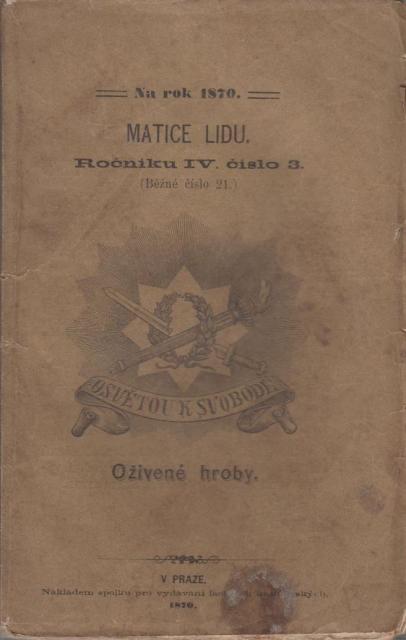 Na rok 1870.
MATICE LIDU.
Ročníku IV. číslo 3.
(Běžné číslo 21.)
OSVĚTOU K SVOBODĚ
Oživené hroby.
V PRAZE.
Nákladem spolku pro vydávání
1870.